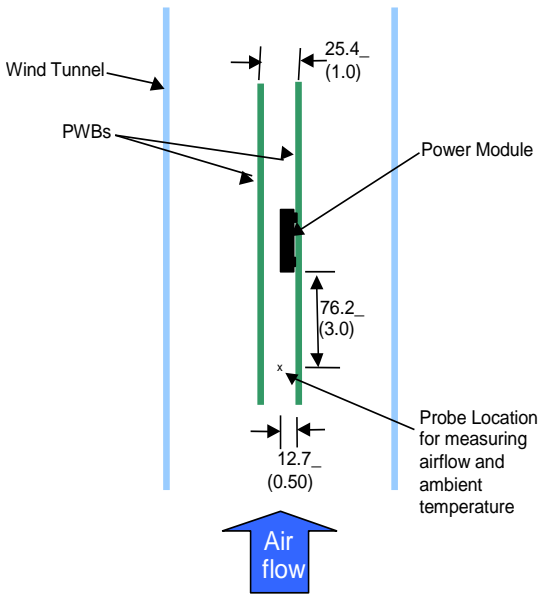 25.4_
(1.0)
Wind Tunnel
PWBs
Power Module
76.2_
(3.0)
x
Probe Location
for measuring
airflow and
ambient
temperature
12.7_
(0.50)
Air
flow